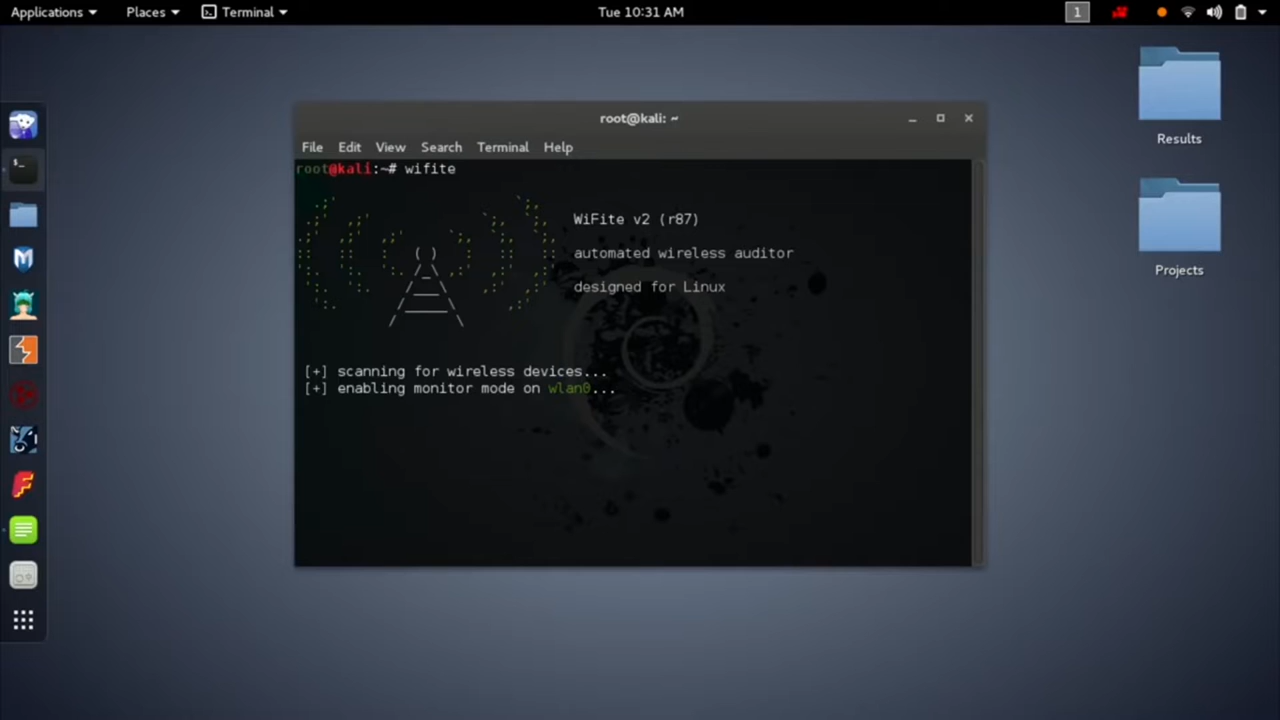 Applications Places Terminal Tue 10:31 AM 1
Results
Projects
root@kali: ~
File Edit View Search Terminal Help
root@kali:~# wifite
WiFite v2 (r87)
automated wireless auditor
designed for Linux
[+] scanning for wireless devices...
[+] enabling monitor mode on wlan0...